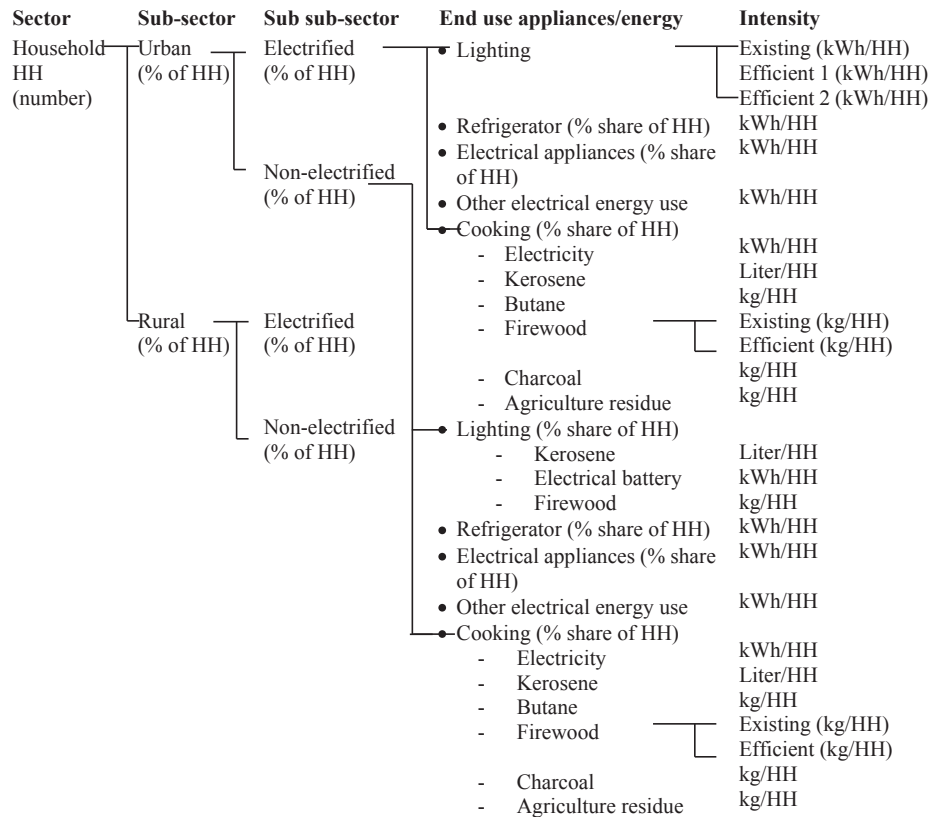 Sector Sub-sector Sub sub-sector End use appliances/energy Intensity
Household Urban Electrified • Lighting Existing (kWh/HH)
HH (% of HH) (% of HH) Efficient 1 (kWh/HH)
(number) Efficient 2 (kWh/HH)
• Refrigerator (% share of HH) kWh/HH
• Electrical appliances (% share kWh/HH
of HH)
Non-electrified
(% of HH) • Other electrical energy use kWh/HH
• Cooking (% share of HH)
- Electricity kWh/HH
- Kerosene Liter/HH
- Butane kg/HH
Rural Electrified - Firewood Existing (kg/HH)
(% of HH) (% of HH) Efficient (kg/HH)
- Charcoal kg/HH
- Agriculture residue kg/HH
Non-electrified • Lighting (% share of HH)
(% of HH) - Kerosene Liter/HH
- Electrical battery kWh/HH
- Firewood kg/HH
• Refrigerator (% share of HH) kWh/HH
• Electrical appliances (% share kWh/HH
of HH)
• Other electrical energy use kWh/HH
• Cooking (% share of HH)
- Electricity kWh/HH
- Kerosene Liter/HH
- Butane kg/HH
- Firewood Existing (kg/HH)
Efficient (kg/HH)
- Charcoal kg/HH
- Agriculture residue kg/HH